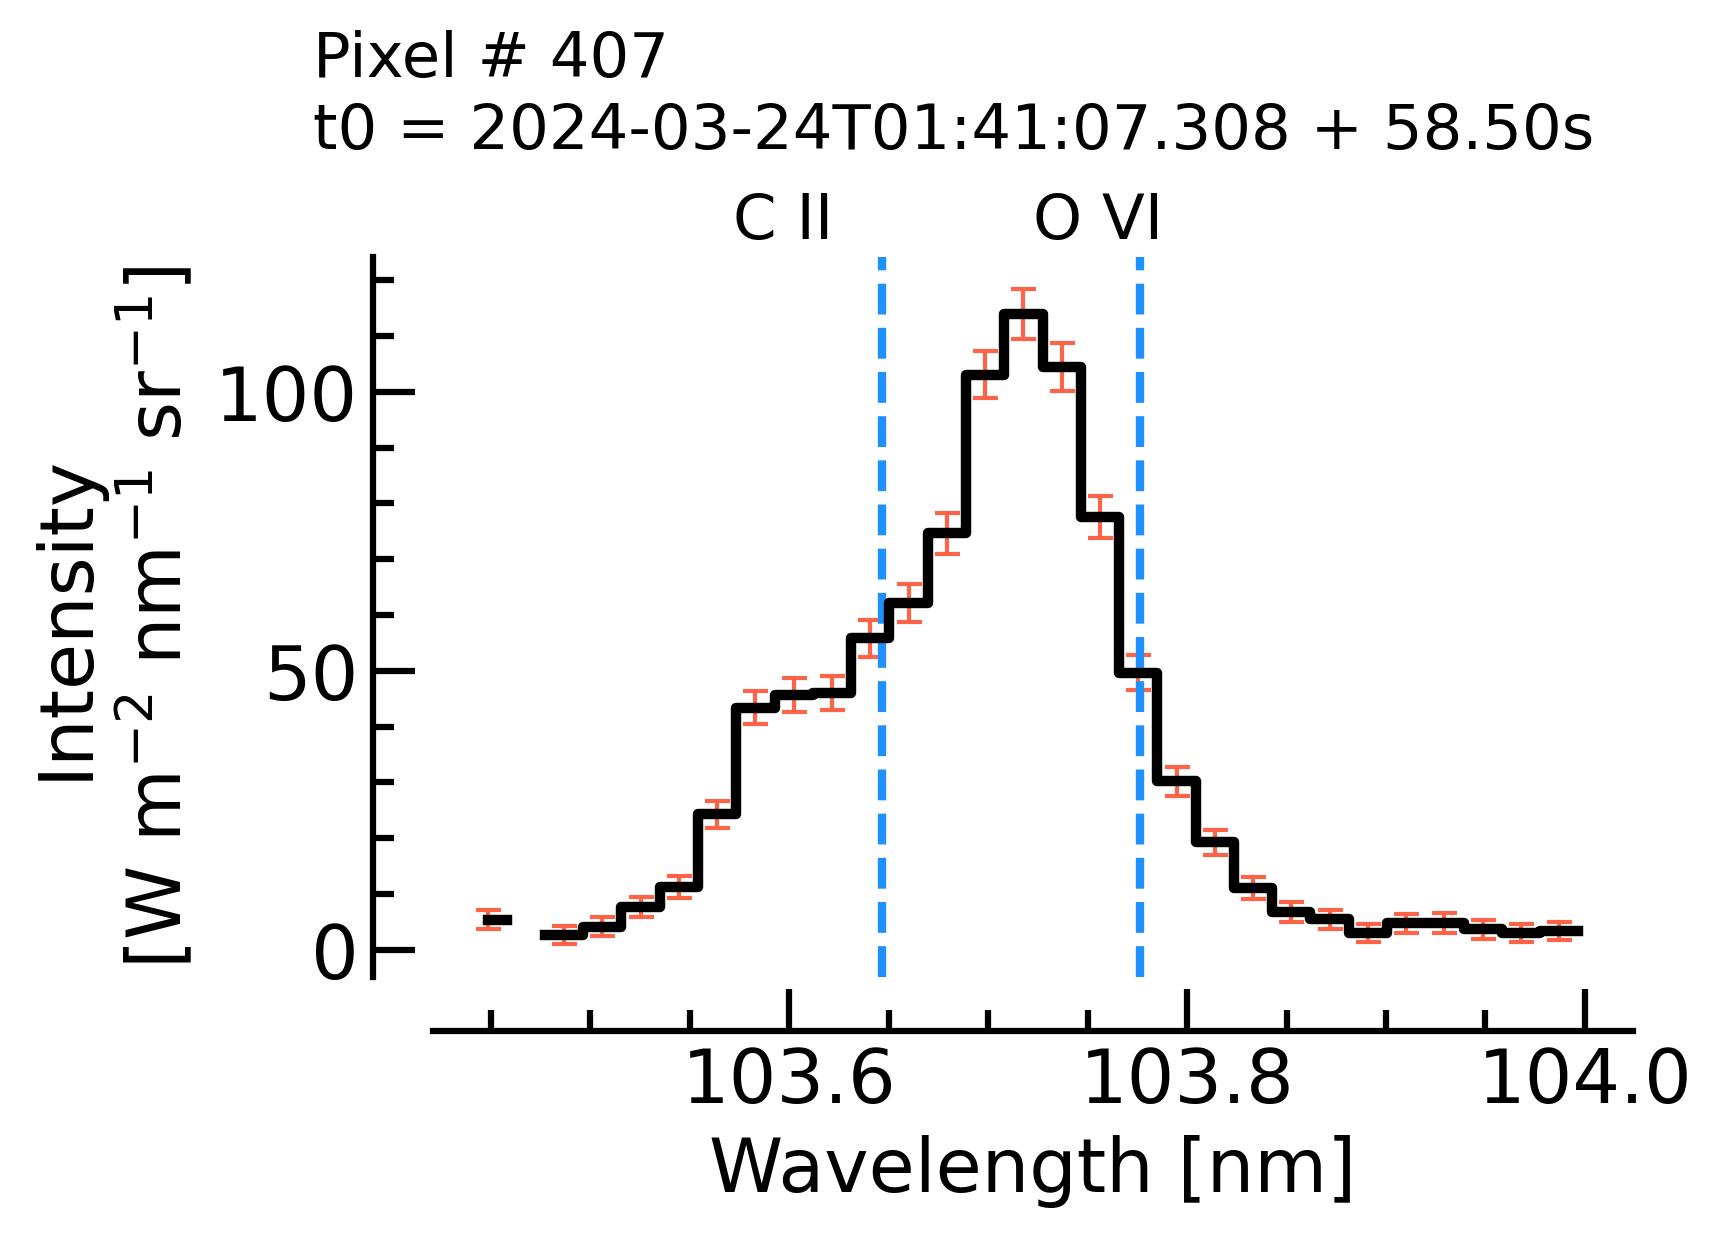 Pixel # 407
t0 = 2024-03-24T01:41:07.308 + 58.50s
C II
O VI
Intensity
[W m⁻² nm⁻¹ sr⁻¹]
100
50
0
103.6
103.8
104.0
Wavelength [nm]